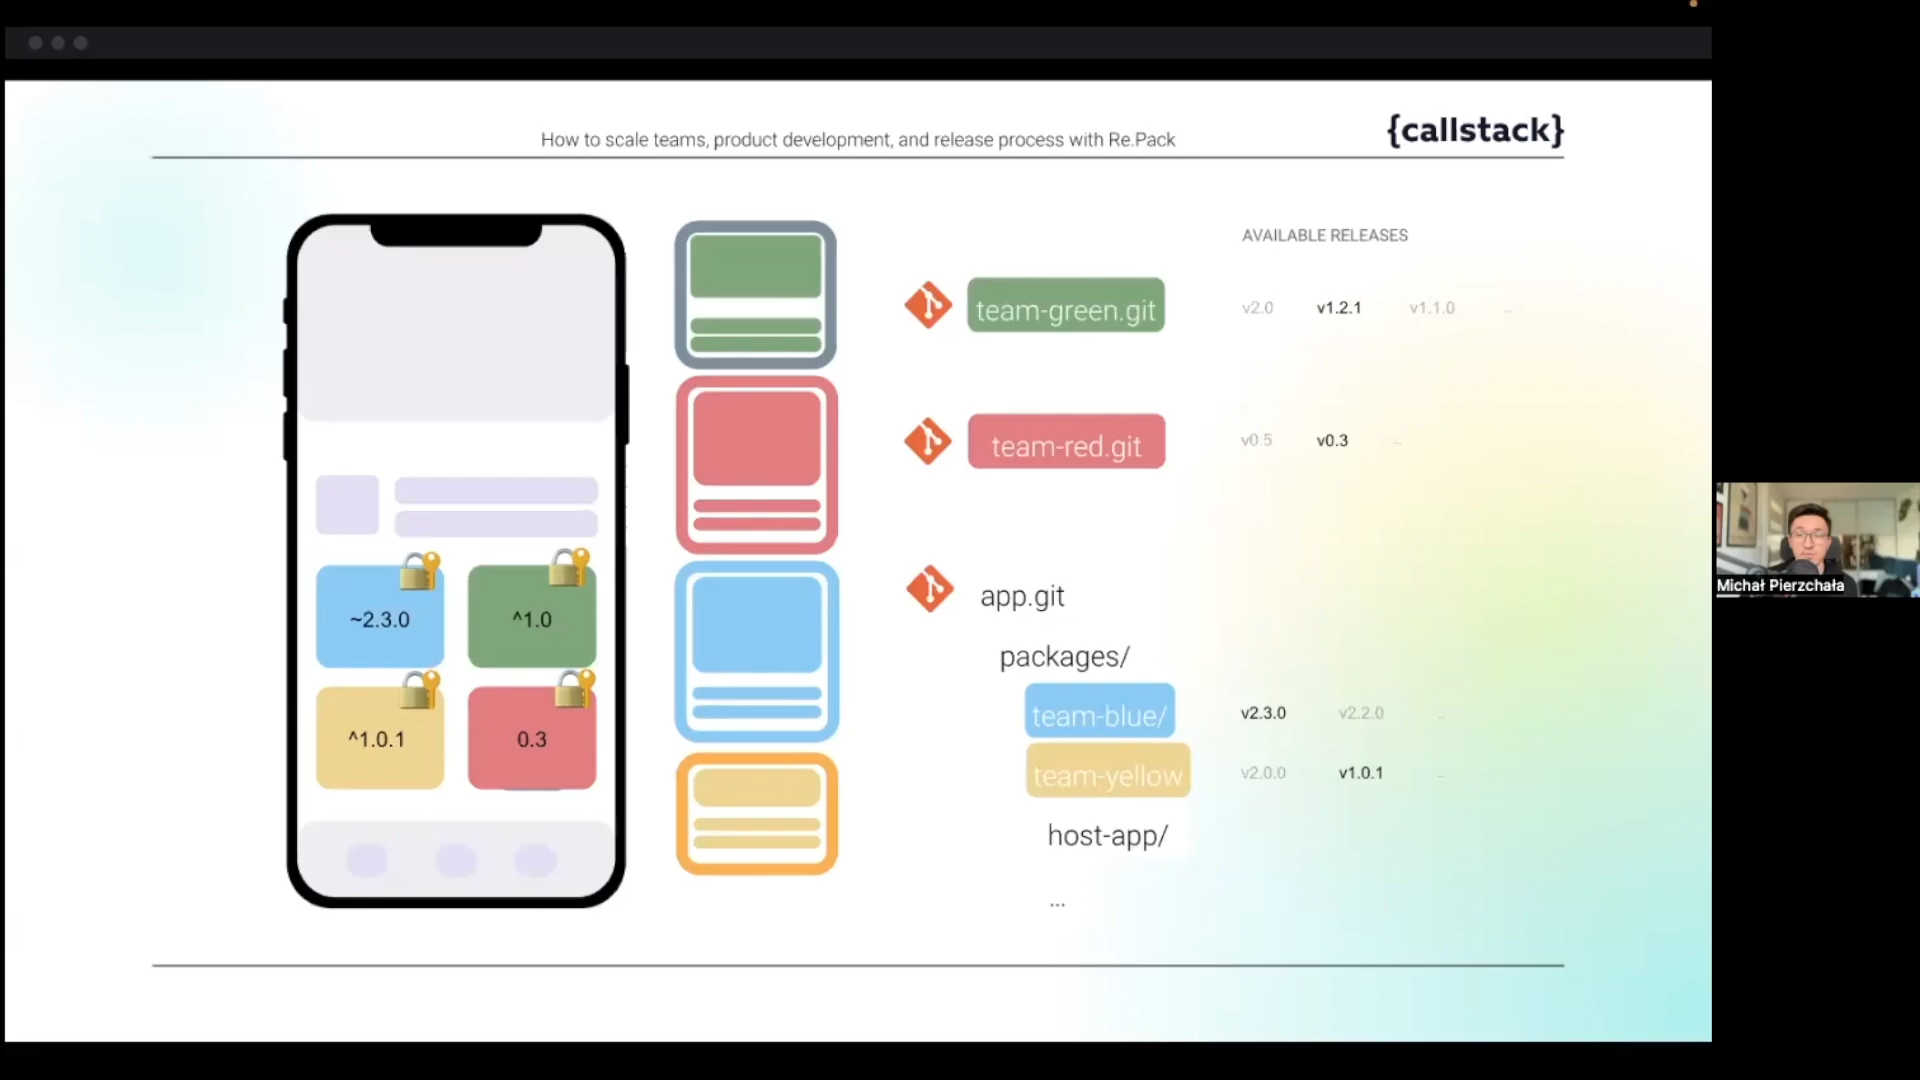 How to scale teams, product development, and release process with Re.Pack
{callstack}
AVAILABLE RELEASES
team-green.git
v2.0 v1.2.1 v1.1.0 ...
team-red.git
v0.5 v0.3 ...
app.git
packages/
~2.3.0 ^1.0
team-blue/
v2.3.0 v2.2.0 ...
^1.0.1 0.3
team-yellow
v2.0.0 v1.0.1 ...
host-app/
...
Michał Pierzchała